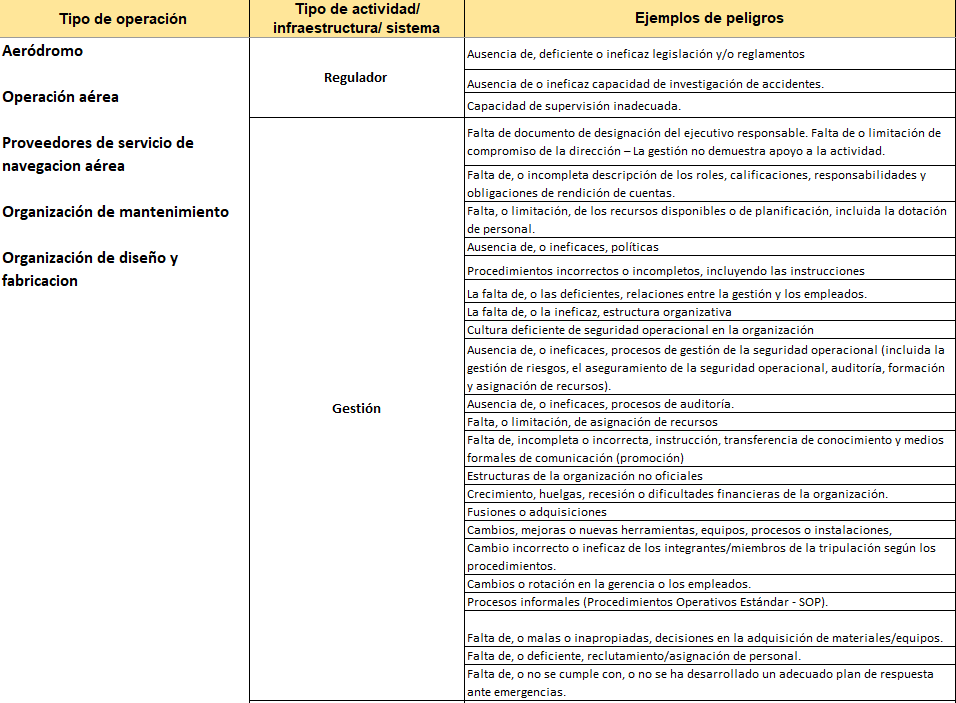 Tipo de operación
Tipo de actividad/
infraestructura/ sistema
Ejemplos de peligros
Aeródromo
Operación aérea
Proveedores de servicio de
navegacion aérea
Organización de mantenimiento
Organización de diseño y
fabricacion
Regulador
Ausencia de, deficiente o ineficaz legislación y/o reglamentos
Ausencia de o ineficaz capacidad de investigación de accidentes.
Capacidad de supervisión inadecuada.
Gestión
Falta de documento de designación del ejecutivo responsable. Falta de o limitación de
compromiso de la dirección – La gestión no demuestra apoyo a la actividad.
Falta de, o incompleta descripción de los roles, calificaciones, responsabilidades y
obligaciones de rendición de cuentas.
Falta, o limitación, de los recursos disponibles o de planificación, incluida la dotación
de personal.
Ausencia de, o ineficaces, políticas
Procedimientos incorrectos o incompletos, incluyendo las instrucciones
La falta de, o las deficientes, relaciones entre la gestión y los empleados.
La falta de, o la ineficaz, estructura organizativa
Cultura deficiente de seguridad operacional en la organización
Ausencia de, o ineficaces, procesos de gestión de la seguridad operacional (incluida la
gestión de riesgos, el aseguramiento de la seguridad operacional, auditoría, formación
y asignación de recursos).
Ausencia de, o ineficaces, procesos de auditoría.
Falta, o limitación, de asignación de recursos
Falta de, incompleta o incorrecta, instrucción, transferencia de conocimiento y medios
formales de comunicación (promoción)
Estructuras de la organización no oficiales
Crecimiento, huelgas, recesión o dificultades financieras de la organización.
Fusiones o adquisiciones
Cambios, mejoras o nuevas herramientas, equipos, procesos o instalaciones,
Cambio incorrecto o ineficaz de los integrantes/miembros de la tripulación según los
procedimientos.
Cambios o rotación en la gerencia o los empleados.
Procesos informales (Procedimientos Operativos Estándar - SOP).
Falta de, o malas o inapropiadas, decisiones en la adquisición de materiales/equipos.
Falta de, o deficiente, reclutamiento/asignación de personal.
Falta de, o no se cumple con, o no se ha desarrollado un adecuado plan de respuesta
ante emergencias.